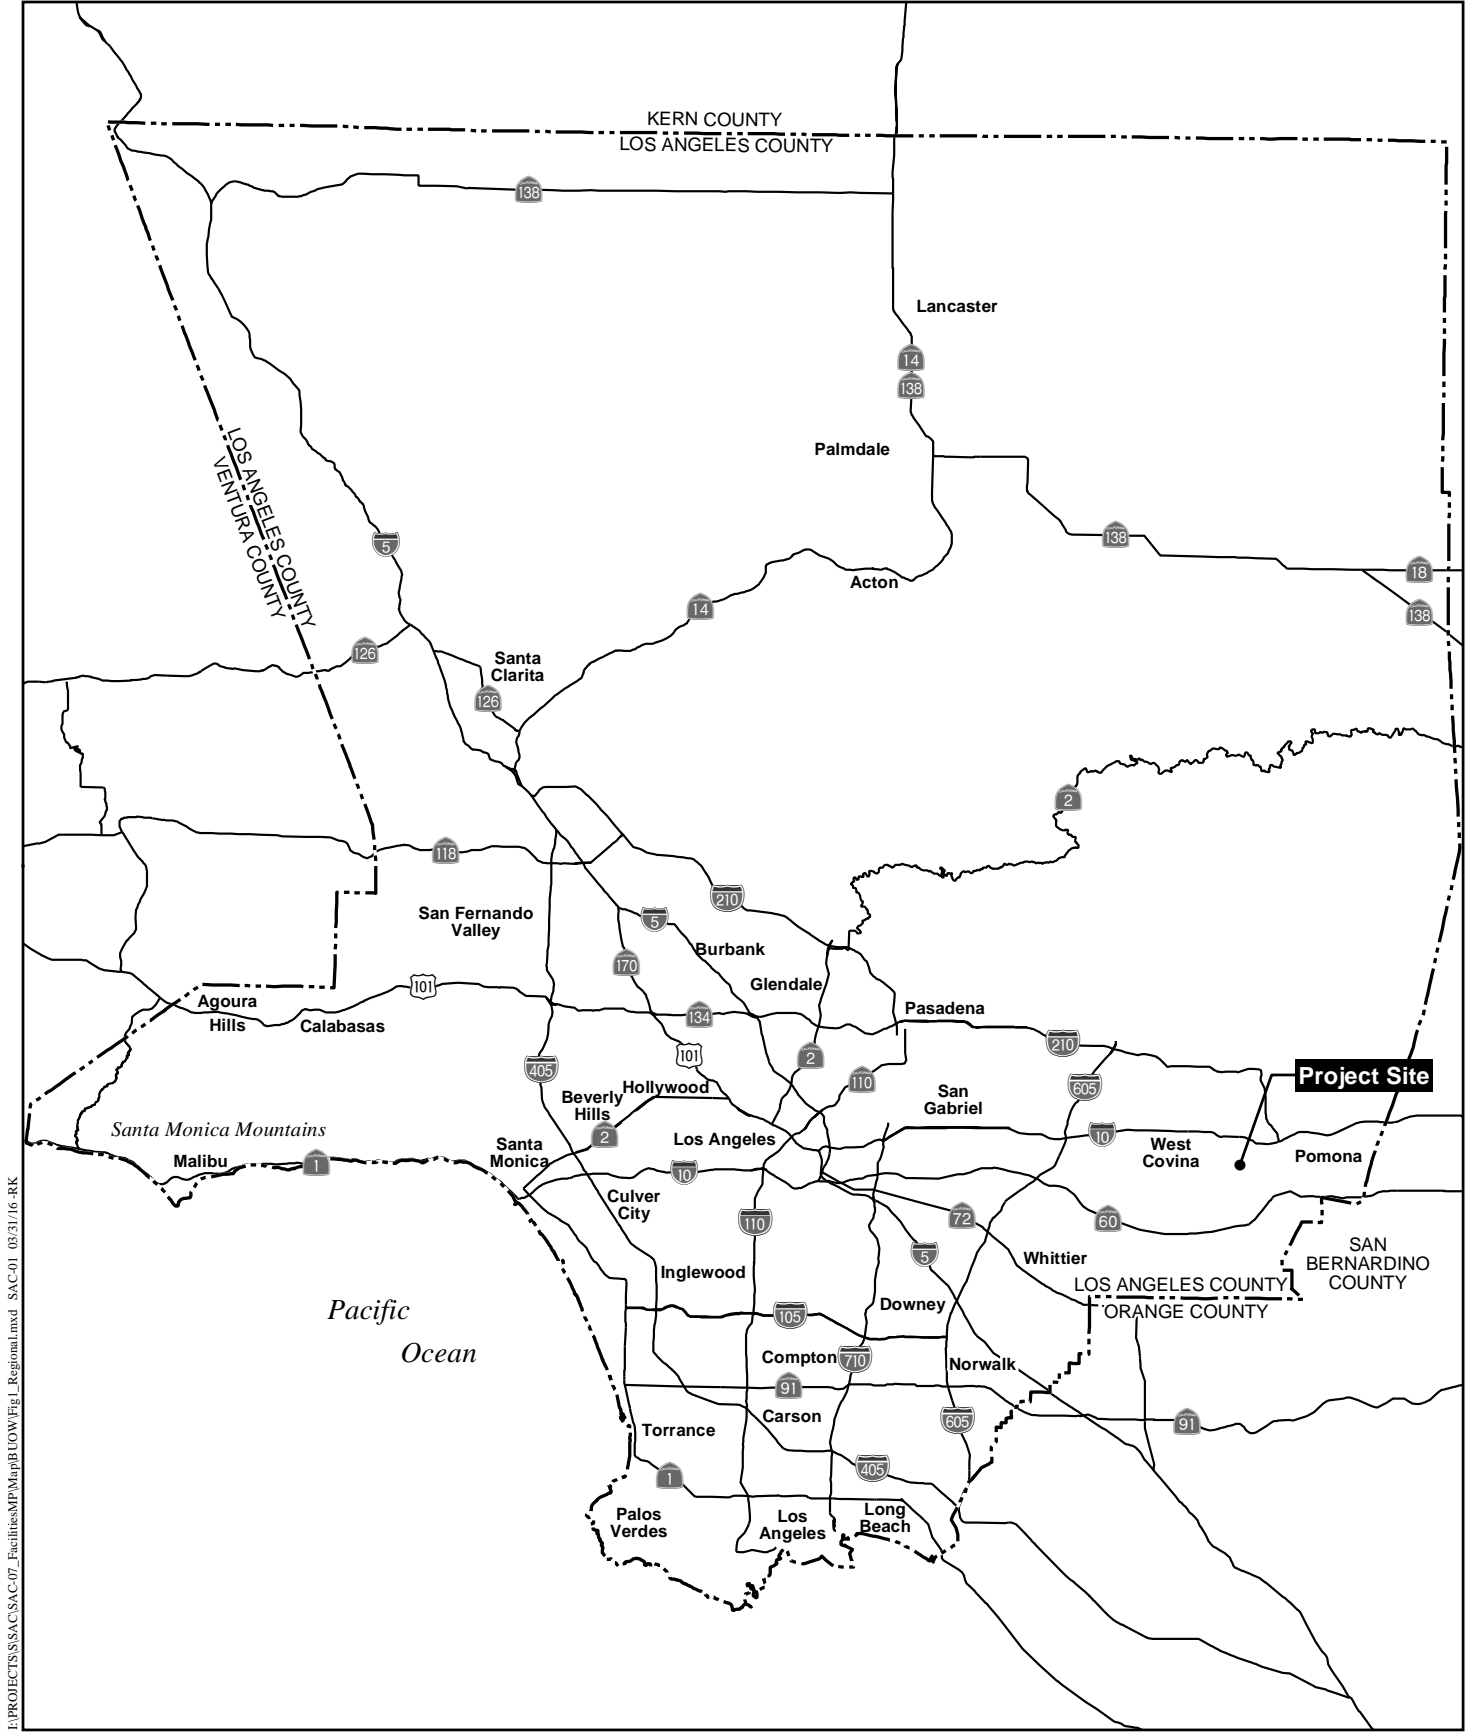 KERN COUNTY
LOS ANGELES COUNTY
138
Lancaster
14
138
Palmdale
LOS ANGELES COUNTY
VENTURA COUNTY
5
138
18
Acton
14
138
126
Santa
Clarita
126
2
118
210
San Fernando
Valley
5
Burbank
170
Glendale
101
Agoura
Hills
Calabasas
134
Pasadena
210
101
2
405
110
605
Project Site
Hollywood
Beverly
Hills
San
Gabriel
2
Los Angeles
10
Santa Monica Mountains
Santa
Monica
West
Covina
Pomona
Malibu
1
10
Culver
City
110
72
60
5
Whittier
SAN
BERNARDINO
COUNTY
Inglewood
LOS ANGELES COUNTY
ORANGE COUNTY
Pacific
Ocean
105
Downey
Compton
710
Norwalk
91
Carson
605
91
Torrance
1
405
Palos
Verdes
Los
Angeles
Long
Beach
I:\PROJECTS\S\SAC\SAC-07_FacilitiesMP\Map\BUOW\Fig1_Regional.mxd SAC-01 03/31/16 -RK